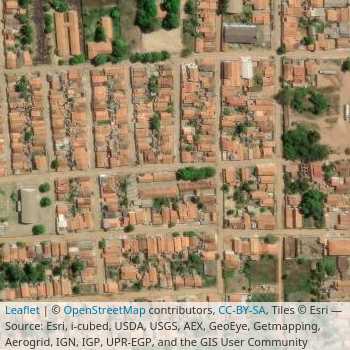 Leaflet | © OpenStreetMap contributors, CC-BY-SA, Tiles © Esri —
Source: Esri, i-cubed, USDA, USGS, AEX, GeoEye, Getmapping,
Aerogrid, IGN, IGP, UPR-EGP, and the GIS User Community